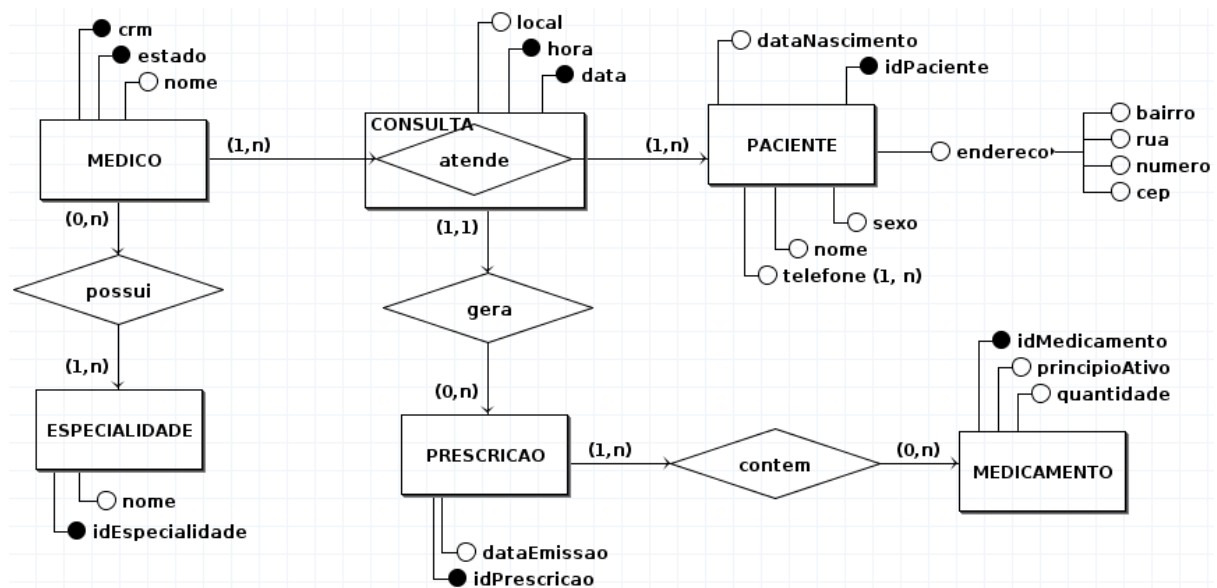 crm
estado
nome
MEDICO
(1,n)
local
hora
data
CONSULTA
atende
(1,n)
dataNascimento
idPaciente
PACIENTE
endereco
bairro
rua
numero
cep
sexo
nome
telefone (1, n)
(0,n)
possui
(1,n)
ESPECIALIDADE
nome
idEspecialidade
(1,1)
gera
(0,n)
PRESCRICAO
dataEmissao
idPrescricao
(1,n)
contem
(0,n)
idMedicamento
principioAtivo
quantidade
MEDICAMENTO